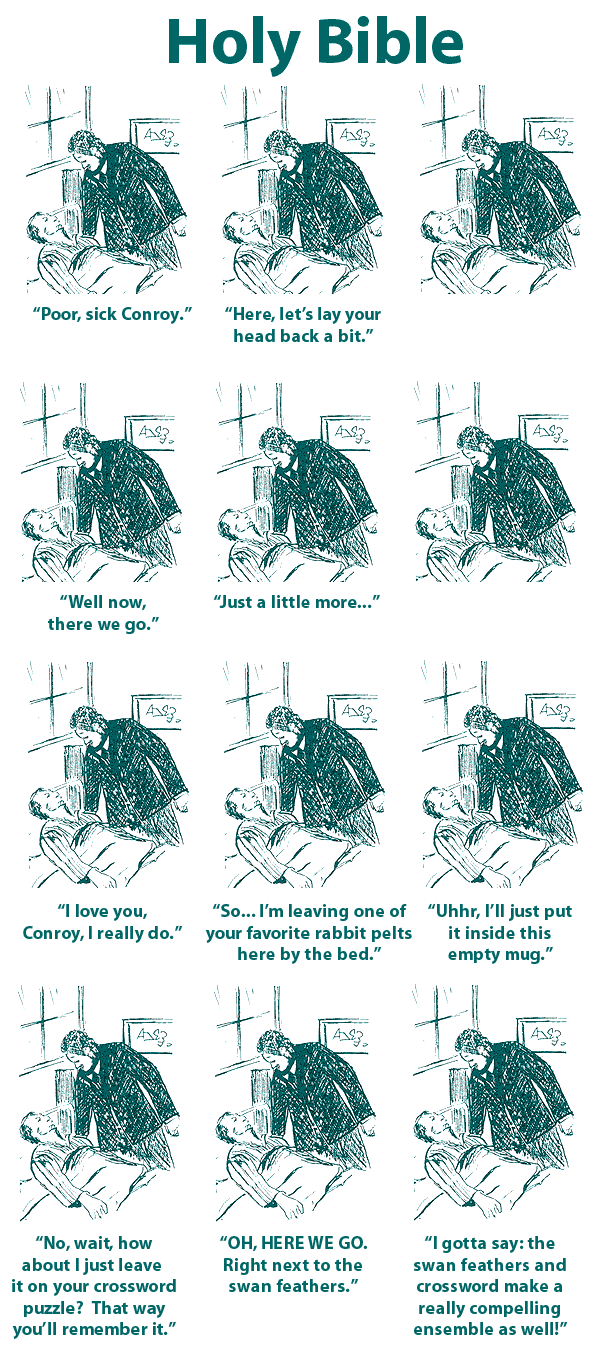 Holy Bible
“Poor, sick Conroy.”
“Here, let’s lay your
head back a bit.”
“Well now,
there we go.”
“Just a little more...”
“I love you,
Conroy, I really do.”
“So... I’m leaving one of
your favorite rabbit pelts
here by the bed.”
“Uhhr, I’ll just put
it inside this
empty mug.”
“No, wait, how
about I just leave
it on your crossword
puzzle?  That way
you’ll remember it.”
“OH, HERE WE GO.
Right next to the
swan feathers.”
“I gotta say: the
swan feathers and
crossword make a
really compelling
ensemble as well!”